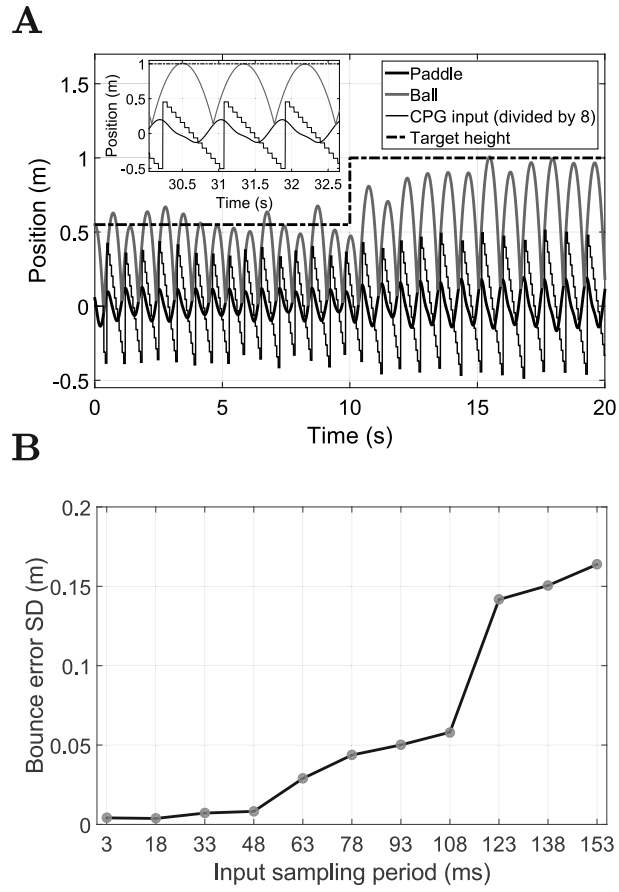 A
Position (m)
1.5
1
0.5
0
-0.5
0
5
10
15
20
Time (s)
Position (m)
1
0.5
0
-0.5
30.5
31
31.5
32
32.5
Time (s)
Paddle
Ball
CPG input (divided by 8)
Target height
B
Bounce error SD (m)
0.2
0.15
0.1
0.05
0
3
18
33
48
63
78
93
108
123
138
153
Input sampling period (ms)